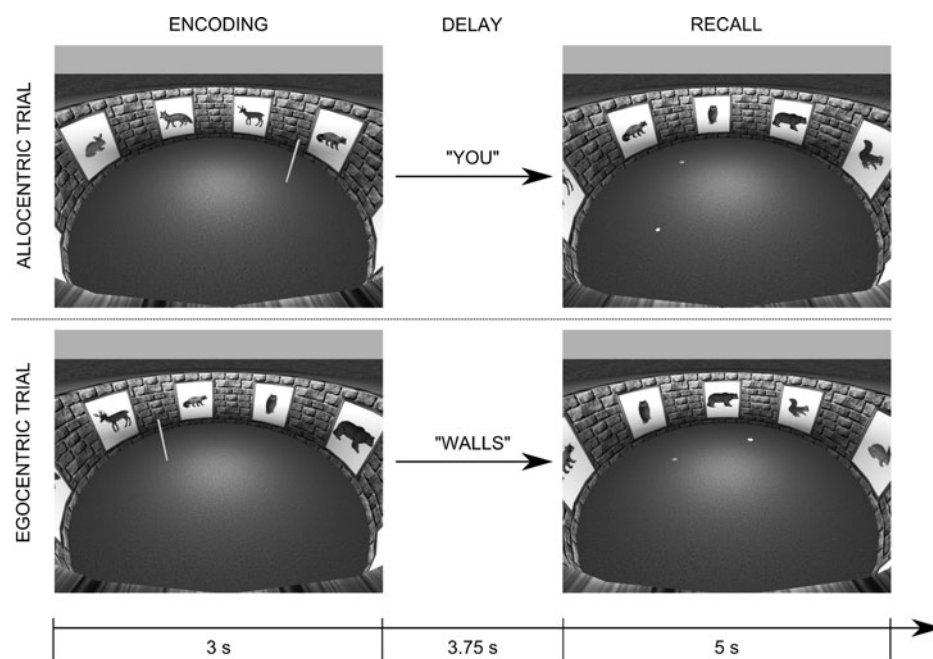 ENCODING DELAY RECALL
ALLOCENTRIC TRIAL
"YOU"
EGOCENTRIC TRIAL
"WALLS"
3 s 3.75 s 5 s